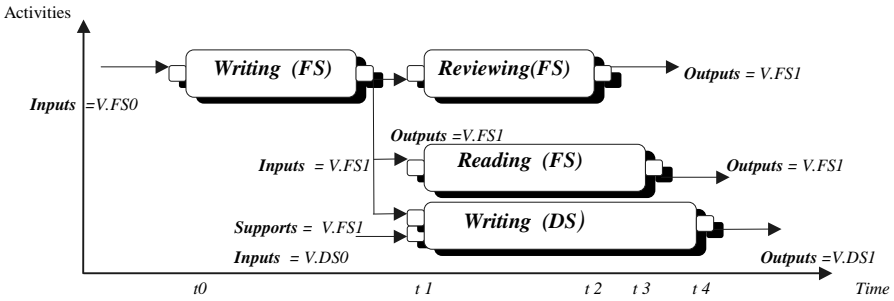 Activities
Writing (FS)
Reviewing(FS)
Outputs = V.FS1
Inputs =V.FS0
Outputs =V.FS1
Inputs = V.FS1
Reading (FS)
Outputs = V.FS1
Supports = V.FS1
Writing (DS)
Inputs = V.DS0
Outputs =V.DS1
t0 t 1 t 2 t 3 t 4 Time